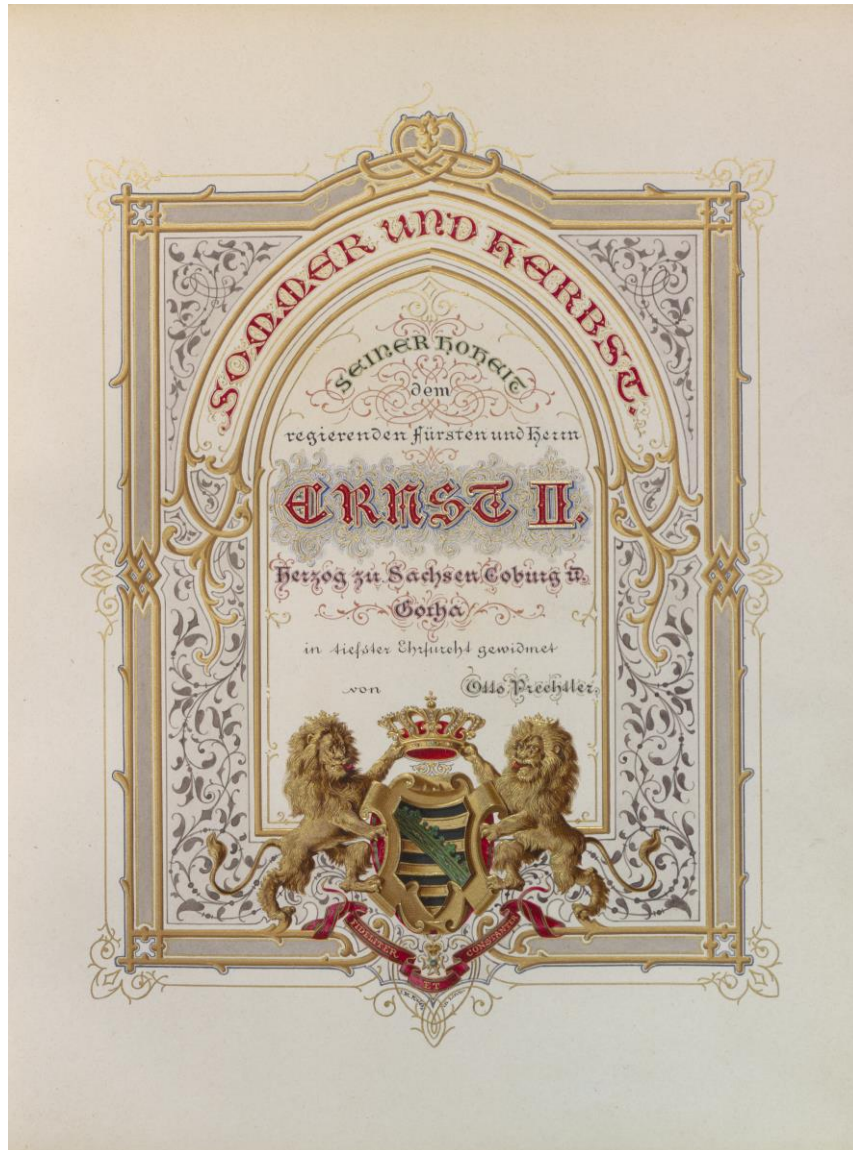 SOMMER UND HERBST.
SEINER HOHEIT
dem
regierenden Fürsten und Herrn
ERNST II.
Herzog zu Sachsen Coburg u.
Gotha
in tiefster Ehrfurcht gewidmet
von Otto Prechtler.
FIDELITER ET CONSTANTER